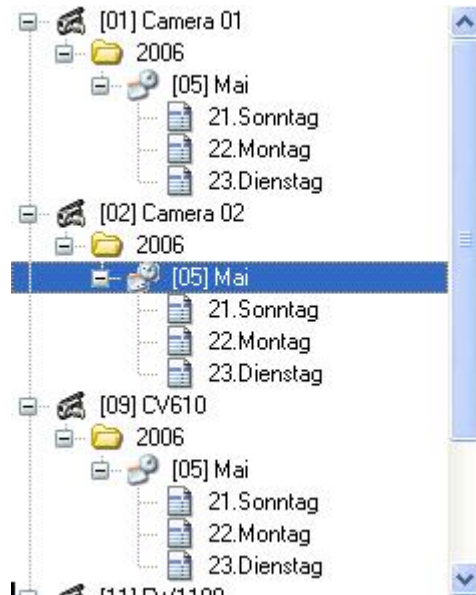 [01] Camera 01
2006
[05] Mai
21.Sonntag
22.Montag
23.Dienstag
[02] Camera 02
2006
[05] Mai
21.Sonntag
22.Montag
23.Dienstag
[09] CV610
2006
[05] Mai
21.Sonntag
22.Montag
23.Dienstag
[11]